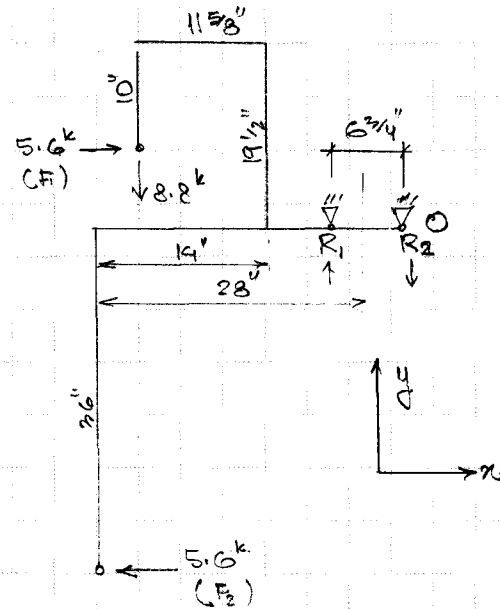 11 5/8"
10"
19 1/2"
6 3/4"
5.6k
(F1)
8.8k
O
R1
R2
14"
28"
36"
y
x
5.6k
(F2)